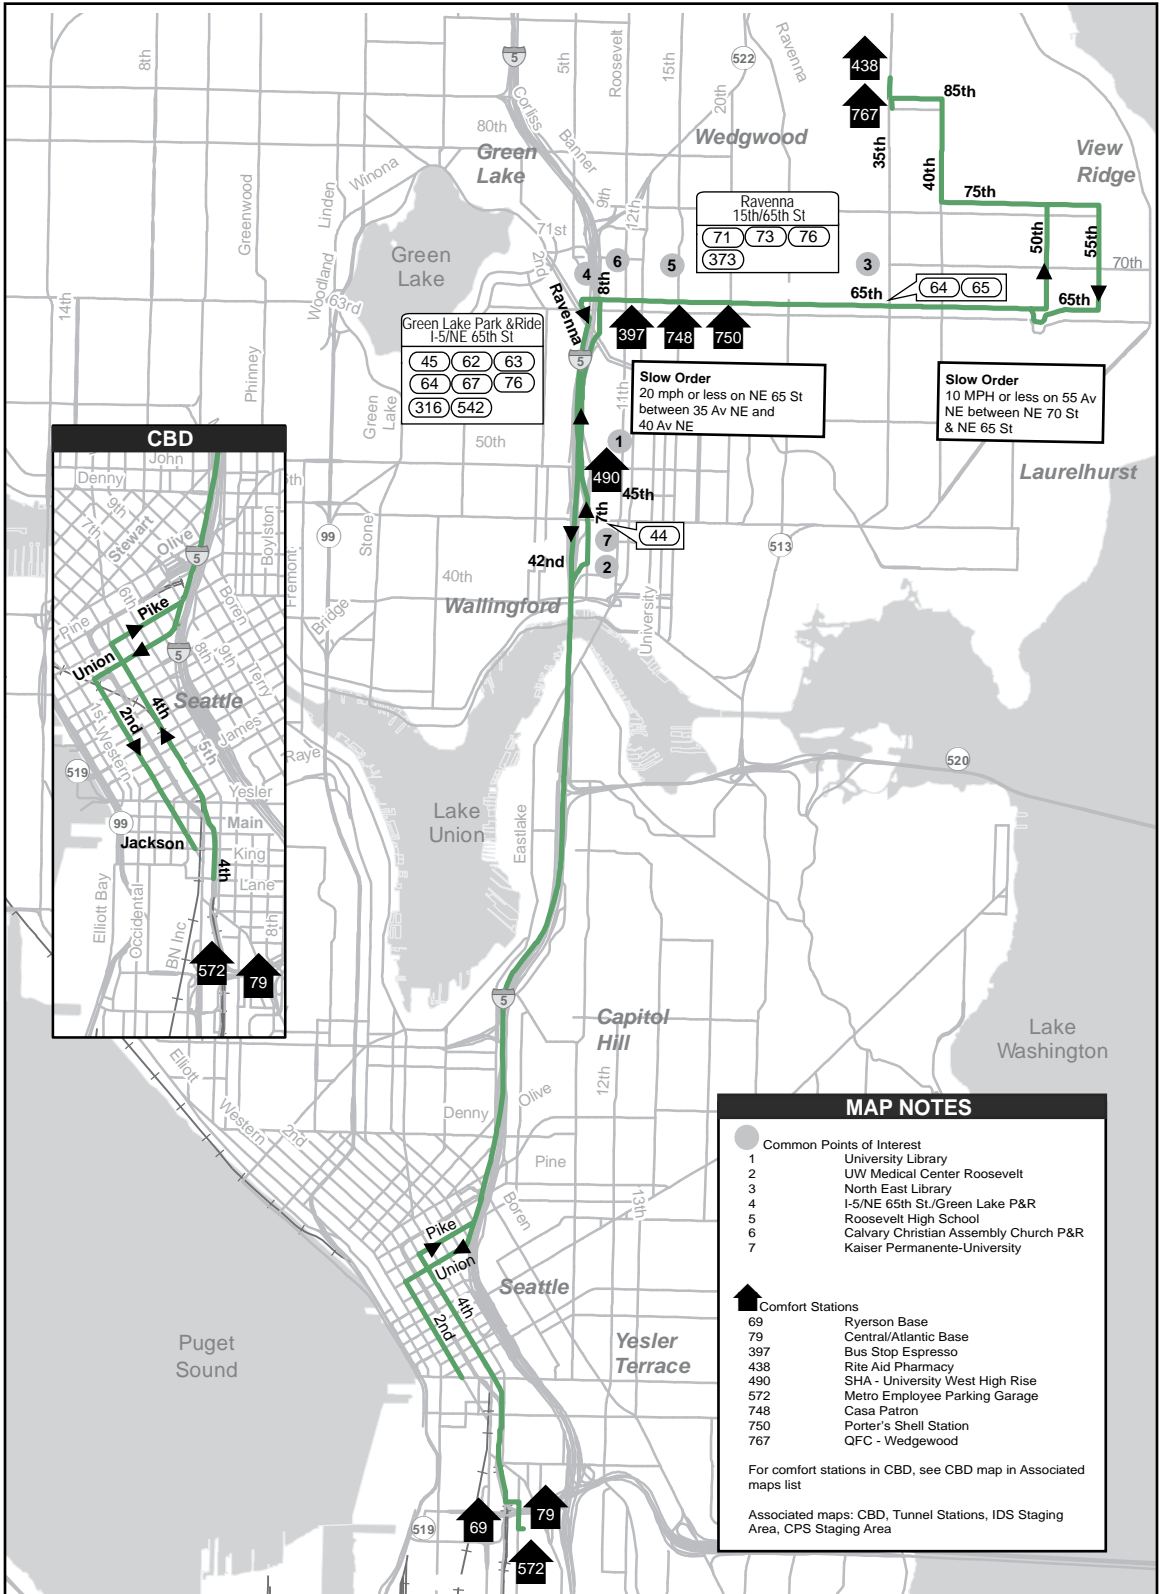 8th
5
5th
Roosevelt
15th
522
Ravenna
20th
438
767
85th
35th
40th
75th
View
Ridge
Wedgwood
80th
Corliss
Banner
Green
Lake
Winona
Linden
Greenwood
Woodland
63rd
Green
Lake
71st
2nd
9th
12th
Ravenna
15th/65th St
71
73
76
373
50th
55th
70th
4
6
5
3
8th
Ravenna
65th
64
65
65th
14th
Phinney
Green Lake Park &Ride
I-5/NE 65th St
45
62
63
64
67
76
316
542
5
397
748
750
Slow Order
20 mph or less on NE 65 St
between 35 Av NE and
40 Av NE
Slow Order
10 MPH or less on 55 Av
NE between NE 70 St
& NE 65 St
Green
Lake
11th
50th
1
490
45th
7th
44
7
2
42nd
40th
Wallingford
University
513
Laurelhurst
99
Stone
Fremont
Bridge
CBD
John
Denny
9th
7th
Stewart
Olive
5
Boylston
6th
Pike
Pine
Boren
Union
5
8th
9th
Terry
Seattle
4th
2nd
1st
Western
5th
James
519
Yesler
99
Main
Jackson
King
4th
Lane
Elliott Bay
Occidental
BN Inc
8th
572
79
Raye
Lake
Union
Eastlake
520
5
Capitol
Hill
Lake
Washington
12th
Elliott
Western
2nd
Denny
Olive
Pine
13th
Boren
Pike
Union
Seattle
4th
2nd
Yesler
Terrace
Puget
Sound
519
69
79
572
MAP NOTES
Common Points of Interest
1 University Library
2 UW Medical Center Roosevelt
3 North East Library
4 I-5/NE 65th St./Green Lake P&R
5 Roosevelt High School
6 Calvary Christian Assembly Church P&R
7 Kaiser Permanente-University
Comfort Stations
69 Ryerson Base
79 Central/Atlantic Base
397 Bus Stop Espresso
438 Rite Aid Pharmacy
490 SHA - University West High Rise
572 Metro Employee Parking Garage
748 Casa Patron
750 Porter's Shell Station
767 QFC - Wedgewood
For comfort stations in CBD, see CBD map in Associated
maps list
Associated maps: CBD, Tunnel Stations, IDS Staging
Area, CPS Staging Area